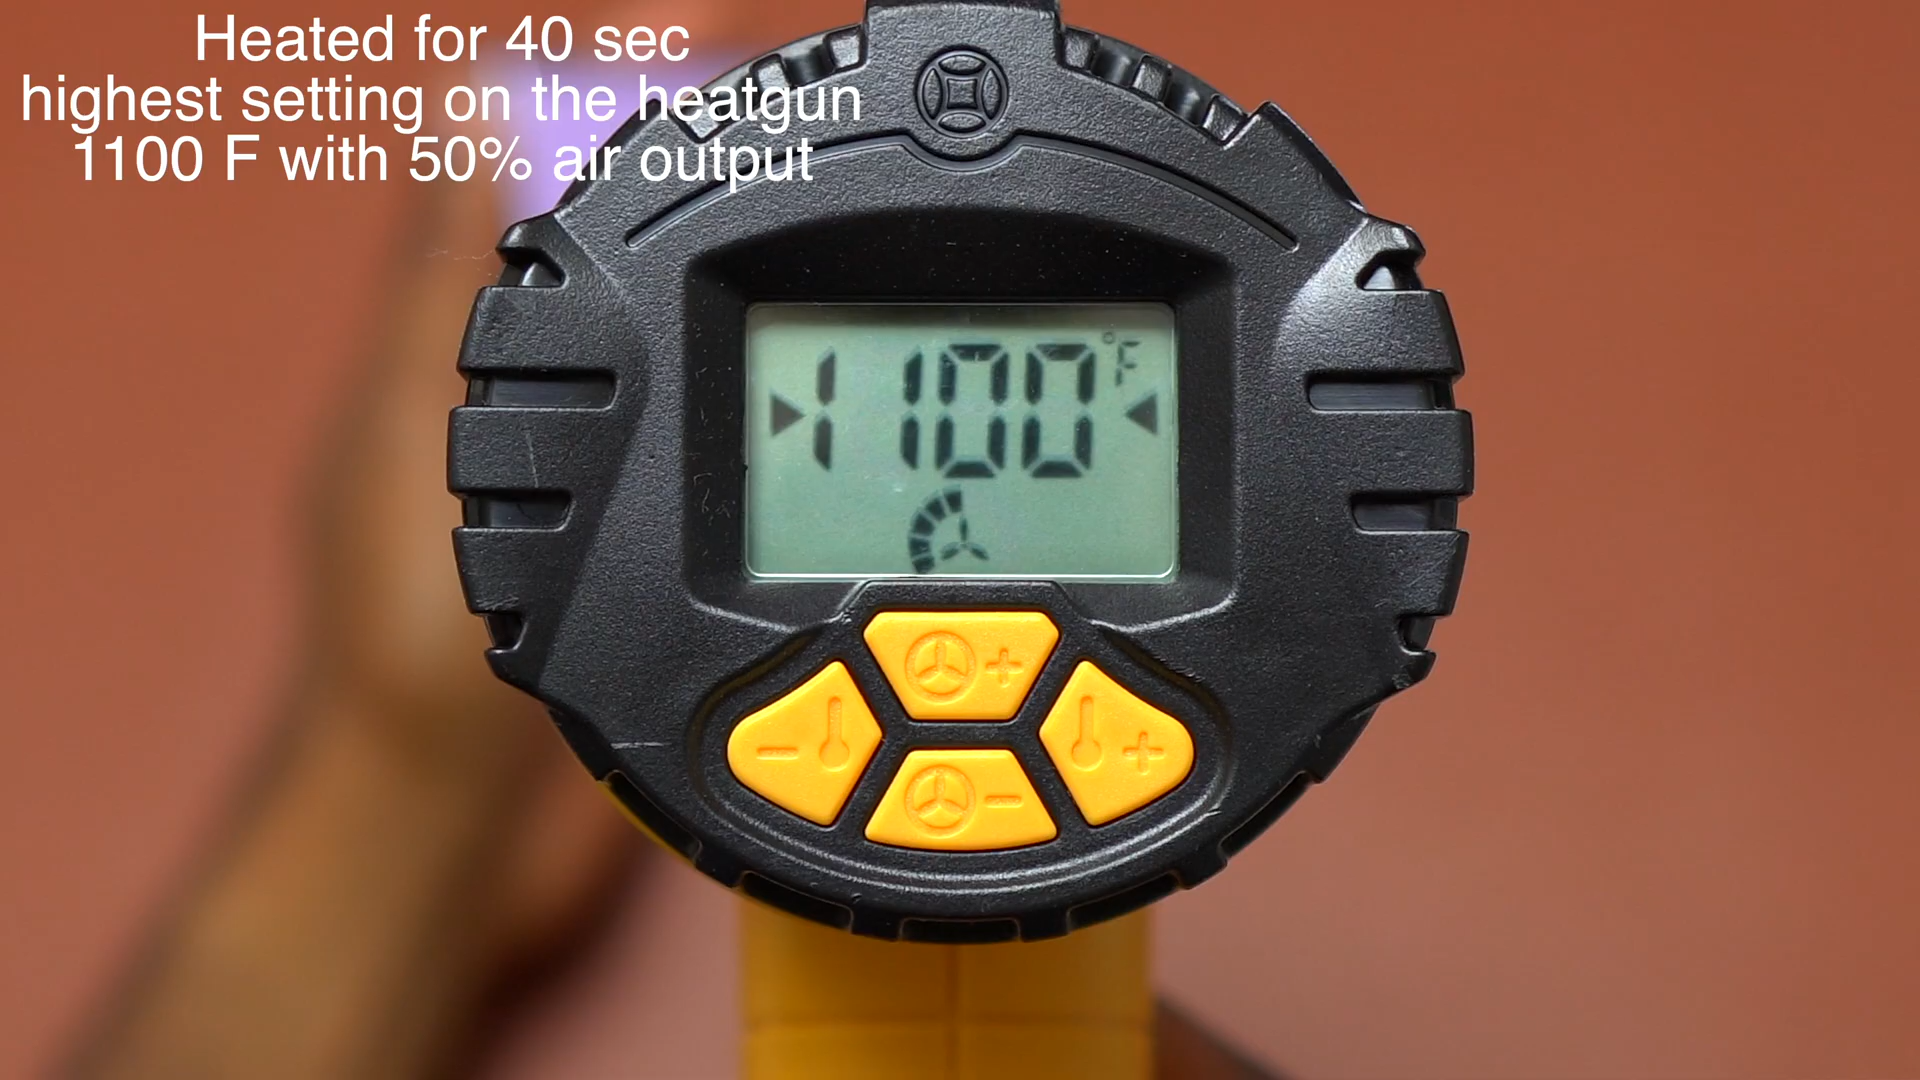 Heated for 40 sec
highest setting on the heatgun
1100 F with 50% air output
1100 °F
+
- +
-